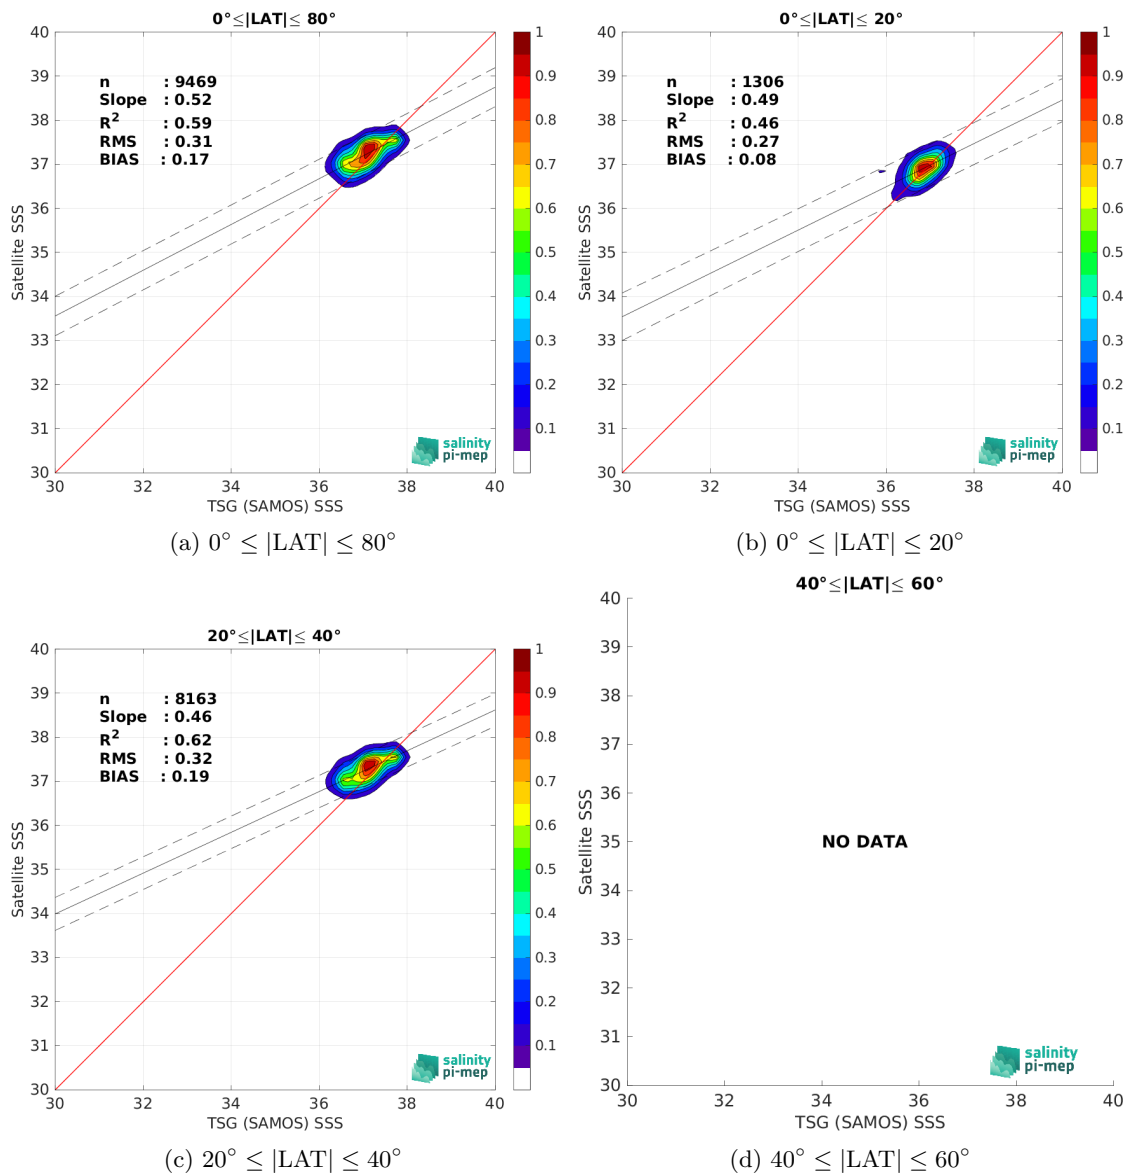 0°≤|LAT|≤ 80°
40
39
38
37
36
35
34
33
32
31
30
30 32 34 36 38 40
Satellite SSS
TSG (SAMOS) SSS
n : 9469
Slope : 0.52
R² : 0.59
RMS : 0.31
BIAS : 0.17
1
0.9
0.8
0.7
0.6
0.5
0.4
0.3
0.2
0.1
salinity
pi-mep
(a) 0° ≤ |LAT| ≤ 80°
0°≤|LAT|≤ 20°
40
39
38
37
36
35
34
33
32
31
30
30 32 34 36 38 40
Satellite SSS
TSG (SAMOS) SSS
n : 1306
Slope : 0.49
R² : 0.46
RMS : 0.27
BIAS : 0.08
1
0.9
0.8
0.7
0.6
0.5
0.4
0.3
0.2
0.1
salinity
pi-mep
(b) 0° ≤ |LAT| ≤ 20°
20°≤|LAT|≤ 40°
40
39
38
37
36
35
34
33
32
31
30
30 32 34 36 38 40
Satellite SSS
TSG (SAMOS) SSS
n : 8163
Slope : 0.46
R² : 0.62
RMS : 0.32
BIAS : 0.19
1
0.9
0.8
0.7
0.6
0.5
0.4
0.3
0.2
0.1
salinity
pi-mep
(c) 20° ≤ |LAT| ≤ 40°
40°≤|LAT|≤ 60°
40
39
38
37
36
35
34
33
32
31
30
30 32 34 36 38 40
Satellite SSS
TSG (SAMOS) SSS
NO DATA
salinity
pi-mep
(d) 40° ≤ |LAT| ≤ 60°